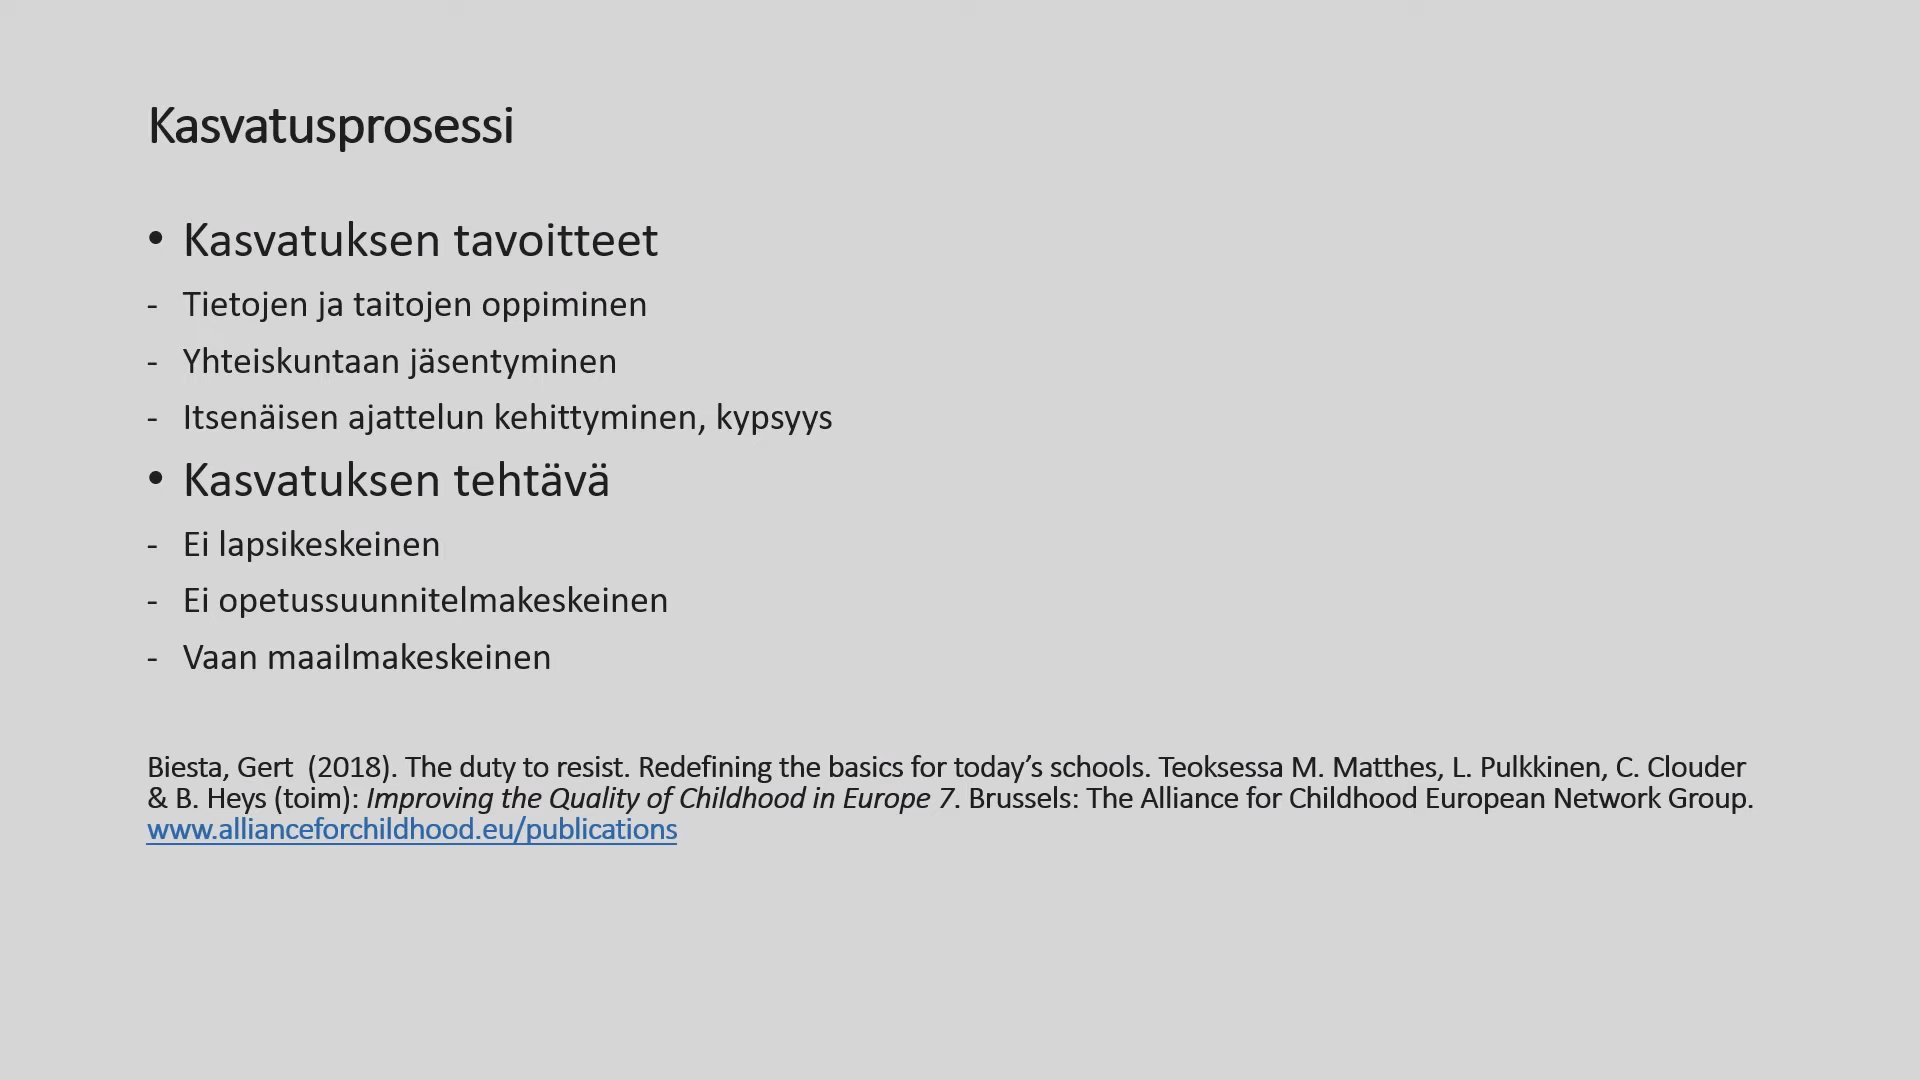 Kasvatusprosessi
• Kasvatuksen tavoitteet
- Tietojen ja taitojen oppiminen
- Yhteiskuntaan jäsentyminen
- Itsenäisen ajattelun kehittyminen, kypsyys
• Kasvatuksen tehtävä
- Ei lapsikeskeinen
- Ei opetussuunnitelmakeskeinen
- Vaan maailmakeskeinen
Biesta, Gert  (2018). The duty to resist. Redefining the basics for today’s schools. Teoksessa M. Matthes, L. Pulkkinen, C. Clouder
& B. Heys (toim): Improving the Quality of Childhood in Europe 7. Brussels: The Alliance for Childhood European Network Group.
www.allianceforchildhood.eu/publications